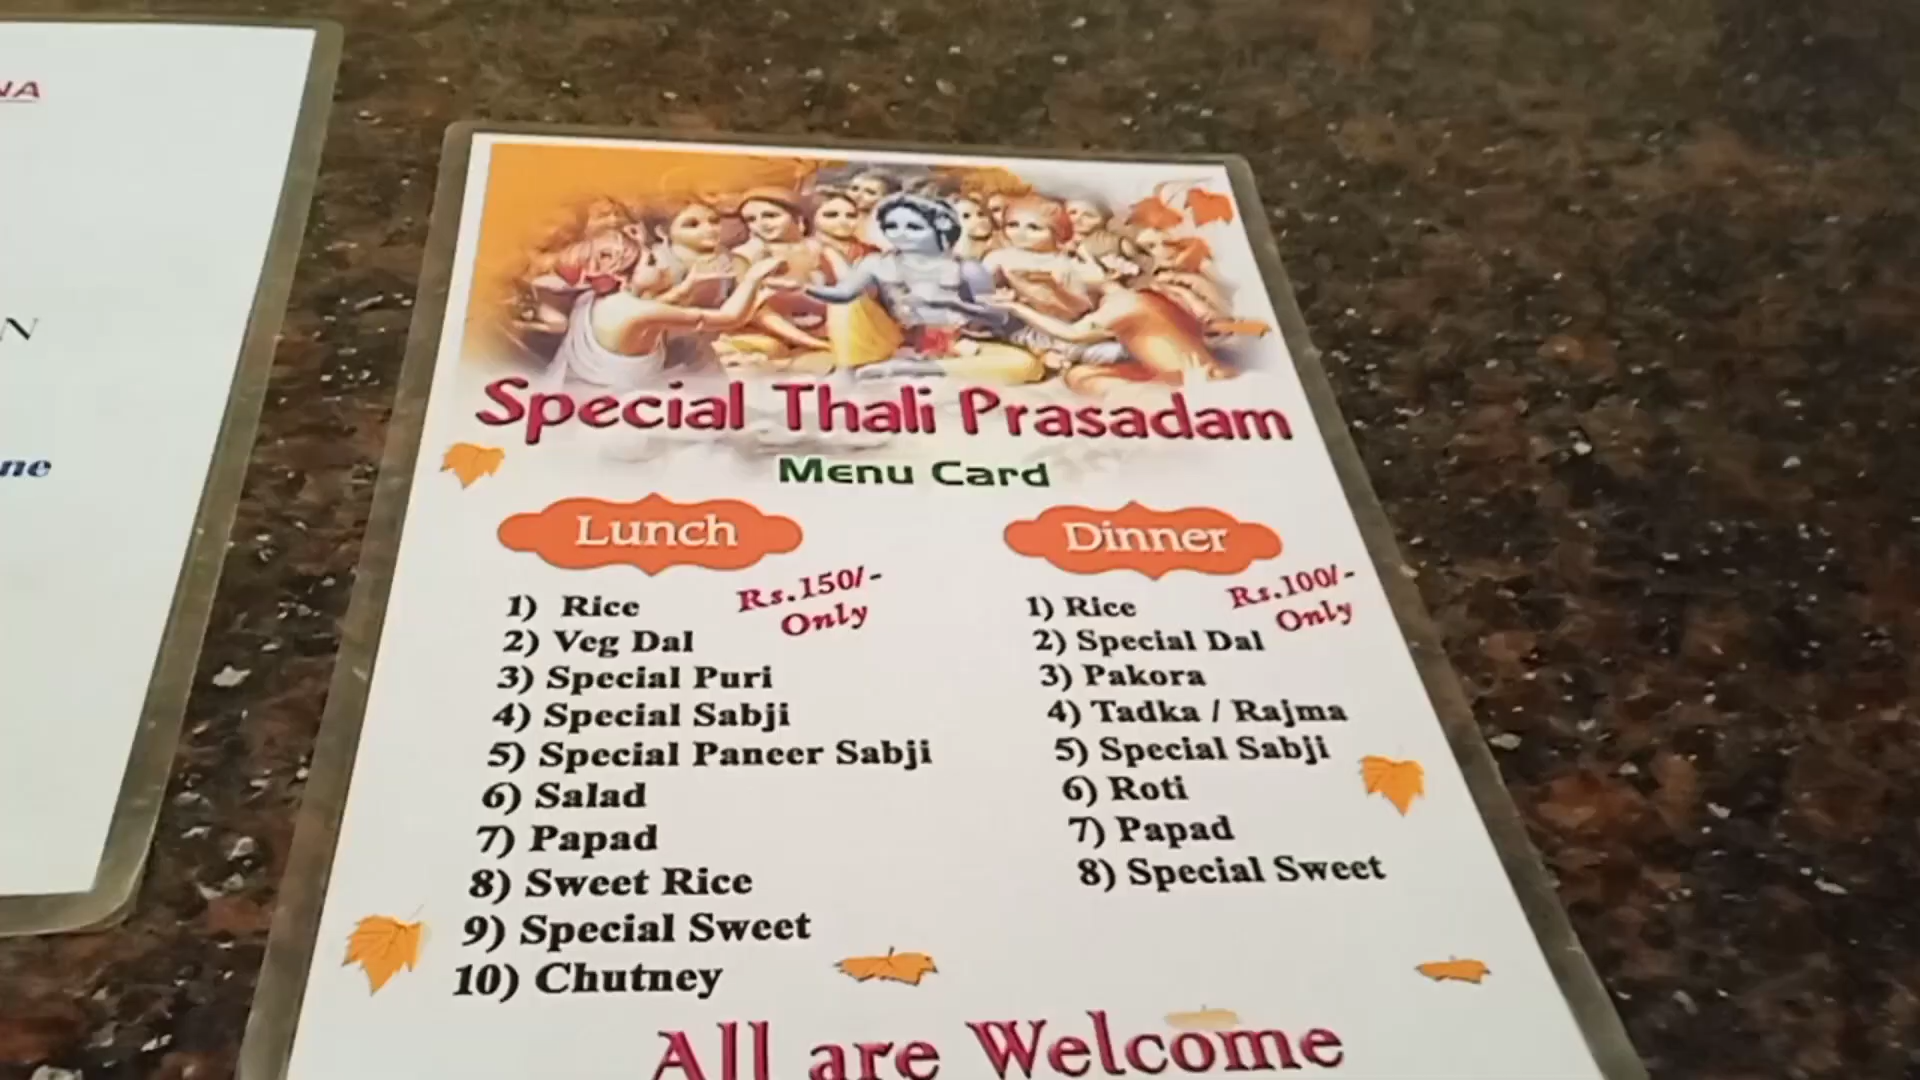 Special Thali Prasadam
Menu Card
Lunch
Rs.150/-
Only
1) Rice
2) Veg Dal
3) Special Puri
4) Special Sabji
5) Special Paneer Sabji
6) Salad
7) Papad
8) Sweet Rice
9) Special Sweet
10) Chutney
Dinner
Rs.100/-
Only
1) Rice
2) Special Dal
3) Pakora
4) Tadka / Rajma
5) Special Sabji
6) Roti
7) Papad
8) Special Sweet
All are Welcome